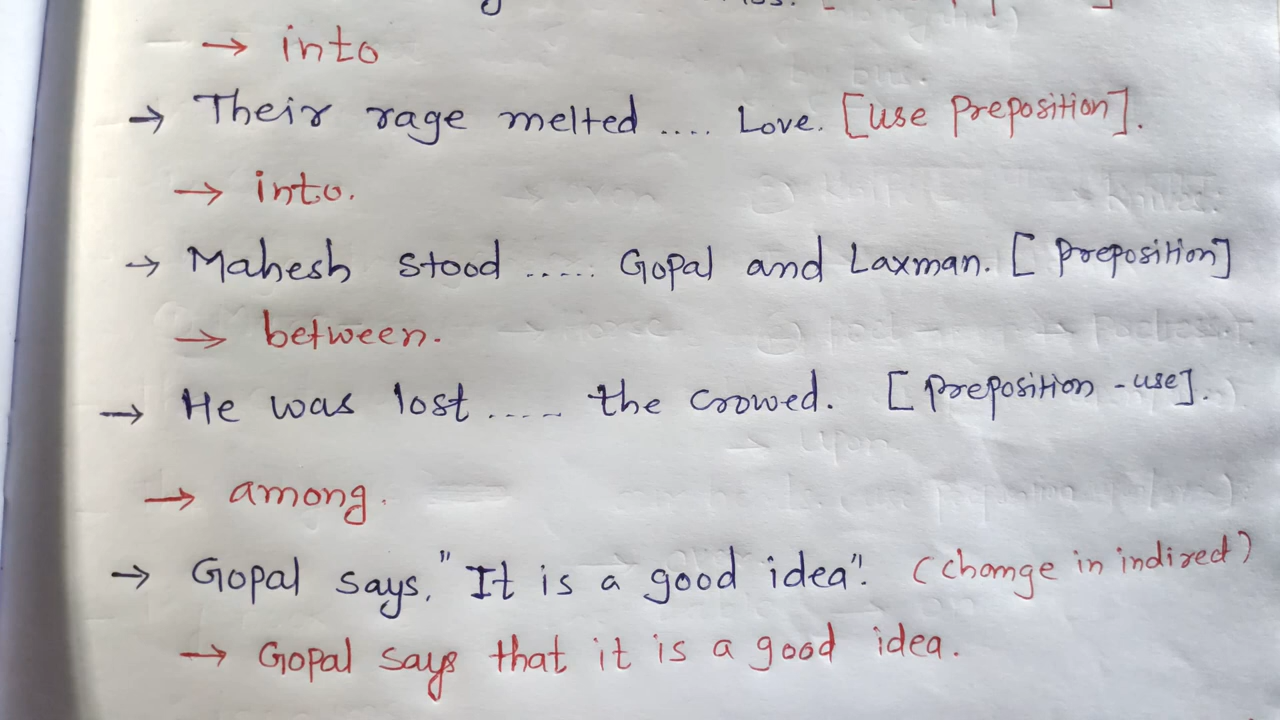 → into
→ Their rage melted .... Love. [use Preposition].
→ into.
→ Mahesh stood ..... Gopal and Laxman. [Preposition]
→ between.
→ He was lost ..... the crowed. [Preposition - use].
→ among.
→ Gopal says, "It is a good idea". (change in indirect)
→ Gopal says that it is a good idea.